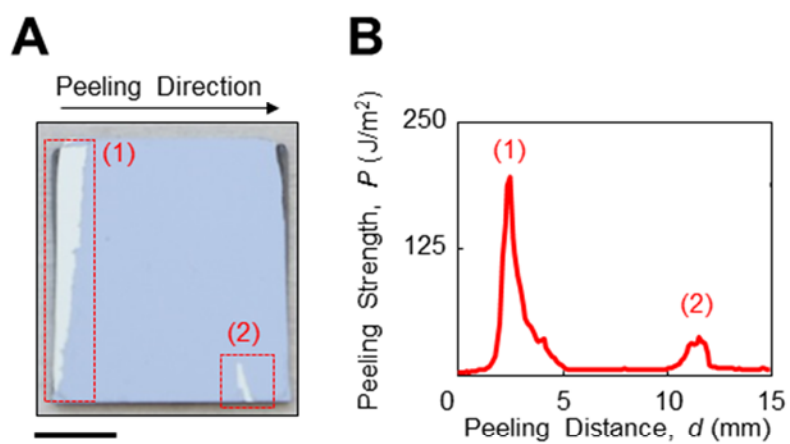 A
Peeling Direction
(1)
(2)
B
Peeling Strength, P (J/m²)
250
125
(1)
(2)
0
5
10
15
Peeling Distance, d (mm)